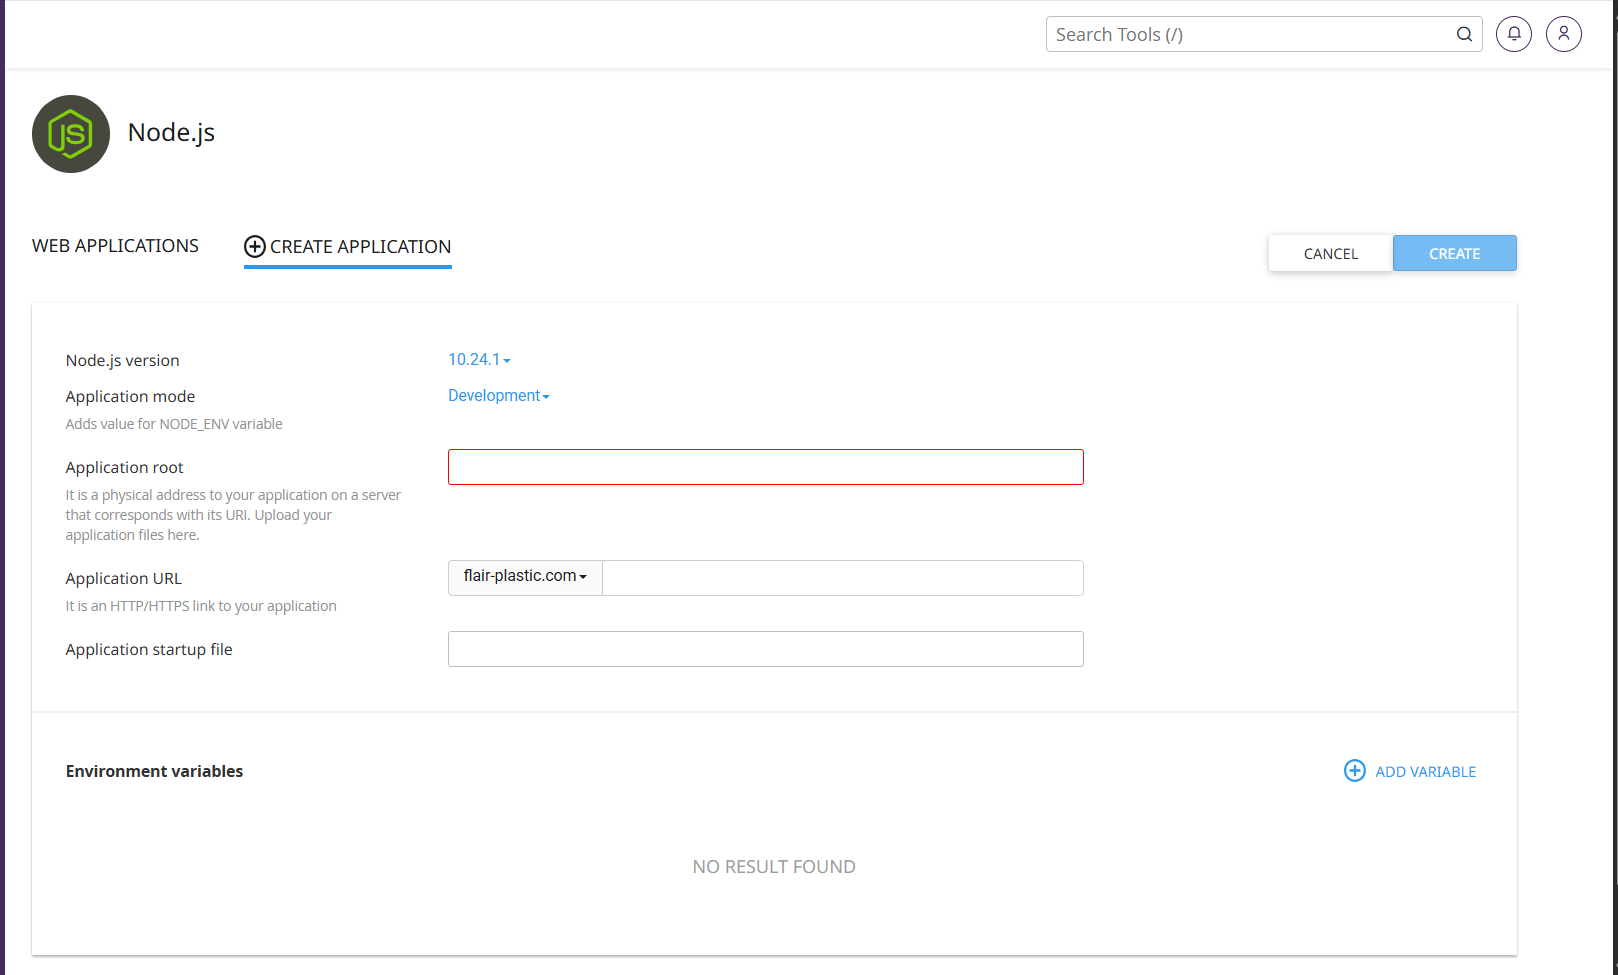 Search Tools (/)
JS
Node.js
WEB APPLICATIONS
CREATE APPLICATION
CANCEL
CREATE
Node.js version
10.24.1
Application mode
Development
Adds value for NODE_ENV variable
Application root
It is a physical address to your application on a server
that corresponds with its URI. Upload your
application files here.
Application URL
flair-plastic.com
It is an HTTP/HTTPS link to your application
Application startup file
Environment variables
ADD VARIABLE
NO RESULT FOUND